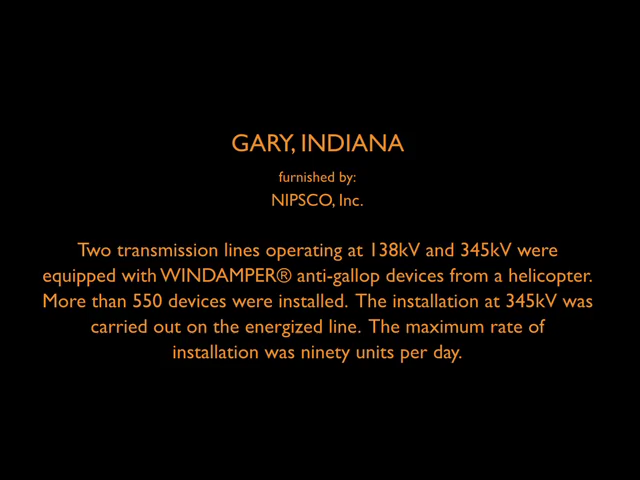 GARY, INDIANA
furnished by:
NIPSCO, Inc.
Two transmission lines operating at 138kV and 345kV were
equipped with WINDAMPER® anti-gallop devices from a helicopter.
More than 550 devices were installed. The installation at 345kV was
carried out on the energized line. The maximum rate of
installation was ninety units per day.